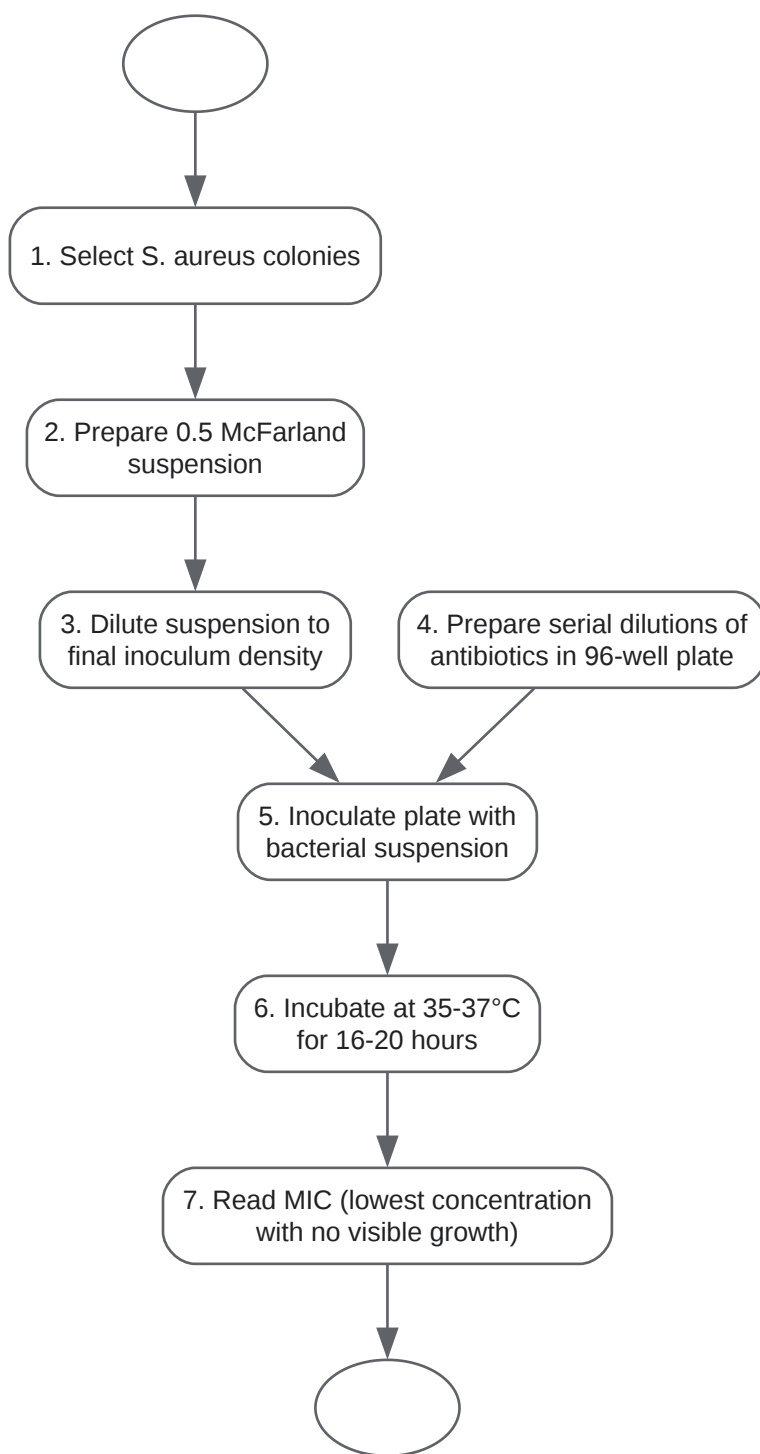 1. Select S. aureus colonies
2. Prepare 0.5 McFarland
suspension
3. Dilute suspension to
final inoculum density
4. Prepare serial dilutions of
antibiotics in 96-well plate
5. Inoculate plate with
bacterial suspension
6. Incubate at 35-37°C
for 16-20 hours
7. Read MIC (lowest concentration
with no visible growth)